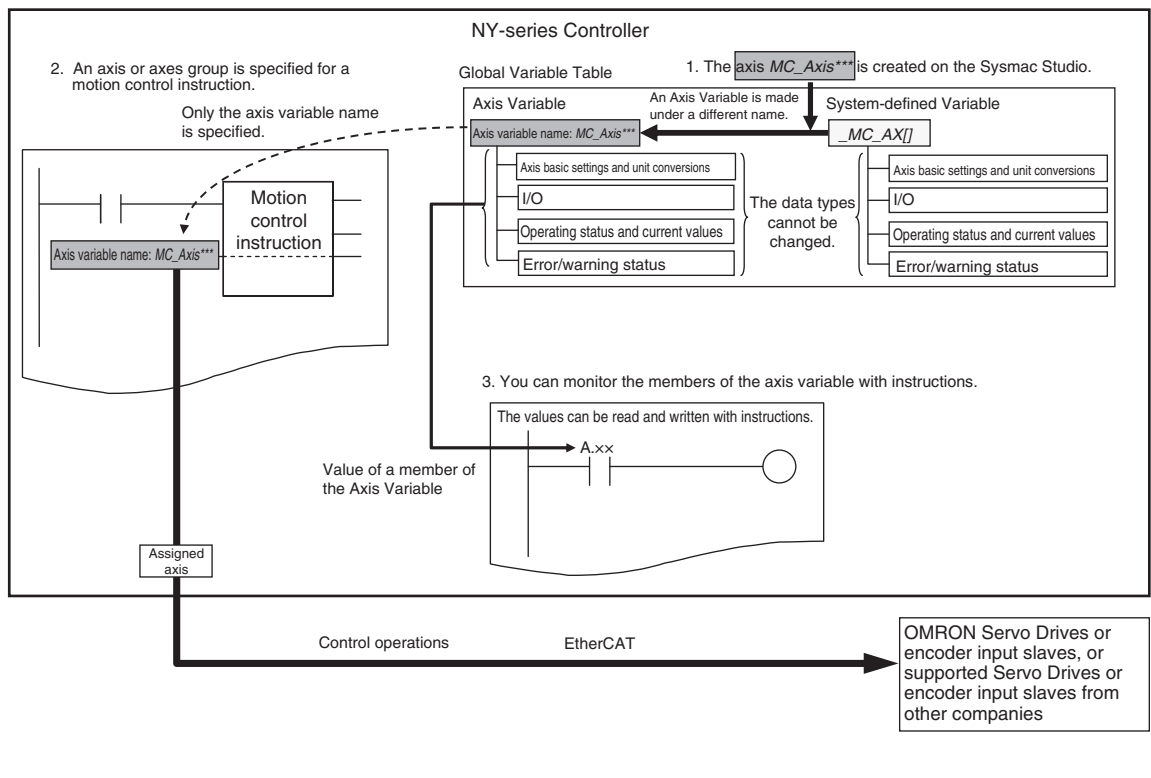 NY-series Controller
2. An axis or axes group is specified for a
motion control instruction.
Only the axis variable name
is specified.
Global Variable Table
1. The axis MC_Axis*** is created on the Sysmac Studio.
Axis Variable
An Axis Variable is made
under a different name.
System-defined Variable
Axis variable name: MC_Axis***
_MC_AX[]
Axis basic settings and unit conversions
I/O
Operating status and current values
Error/warning status
The data types
cannot be
changed.
Axis basic settings and unit conversions
I/O
Operating status and current values
Error/warning status
Motion
control
instruction
Axis variable name: MC_Axis***
3. You can monitor the members of the axis variable with instructions.
The values can be read and written with instructions.
A.××
Value of a member of
the Axis Variable
Assigned
axis
Control operations
EtherCAT
OMRON Servo Drives or
encoder input slaves, or
supported Servo Drives or
encoder input slaves from
other companies